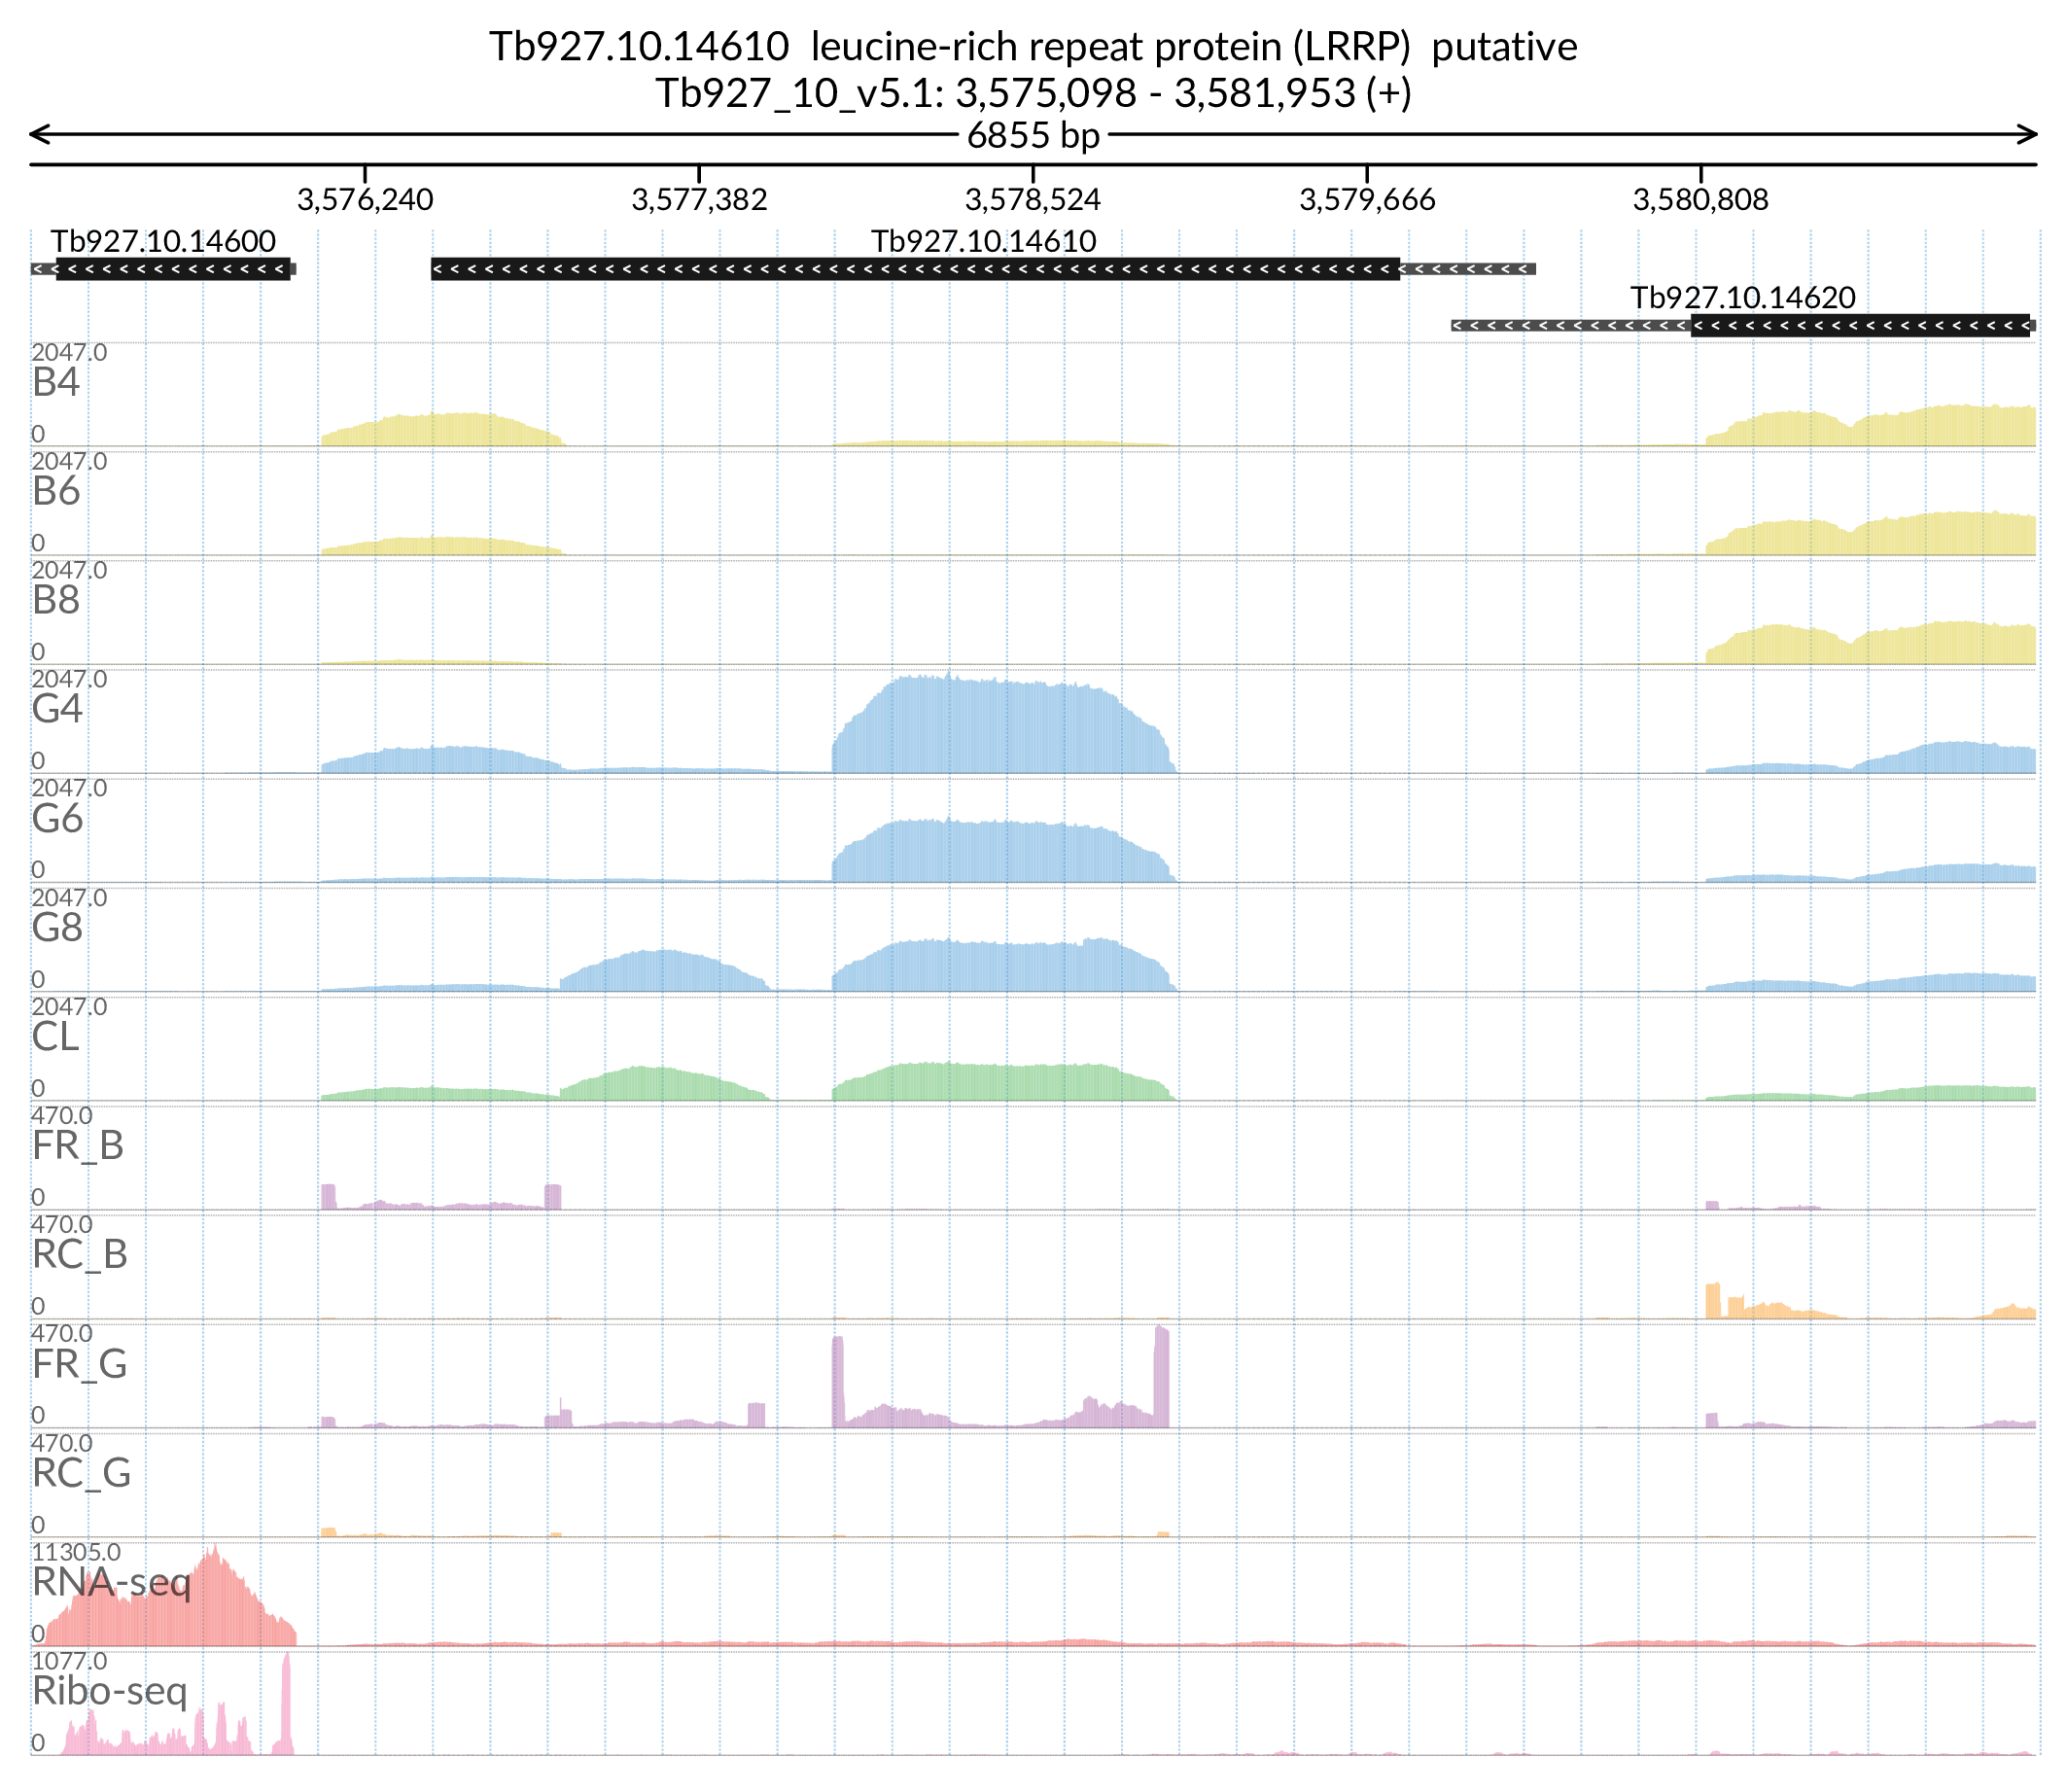 Tb927.10.14610  leucine-rich repeat protein (LRRP)  putative
Tb927_10_v5.1: 3,575,098 - 3,581,953 (+)
6855 bp
3,576,240 3,577,382 3,578,524 3,579,666 3,580,808
Tb927.10.14600 Tb927.10.14610
Tb927.10.14620
2047.0
B4
0
2047.0
B6
0
2047.0
B8
0
2047.0
G4
0
2047.0
G6
0
2047.0
G8
0
2047.0
CL
0
470.0
FR_B
0
470.0
RC_B
0
470.0
FR_G
0
470.0
RC_G
0
11305.0
RNA-seq
0
1077.0
Ribo-seq
0